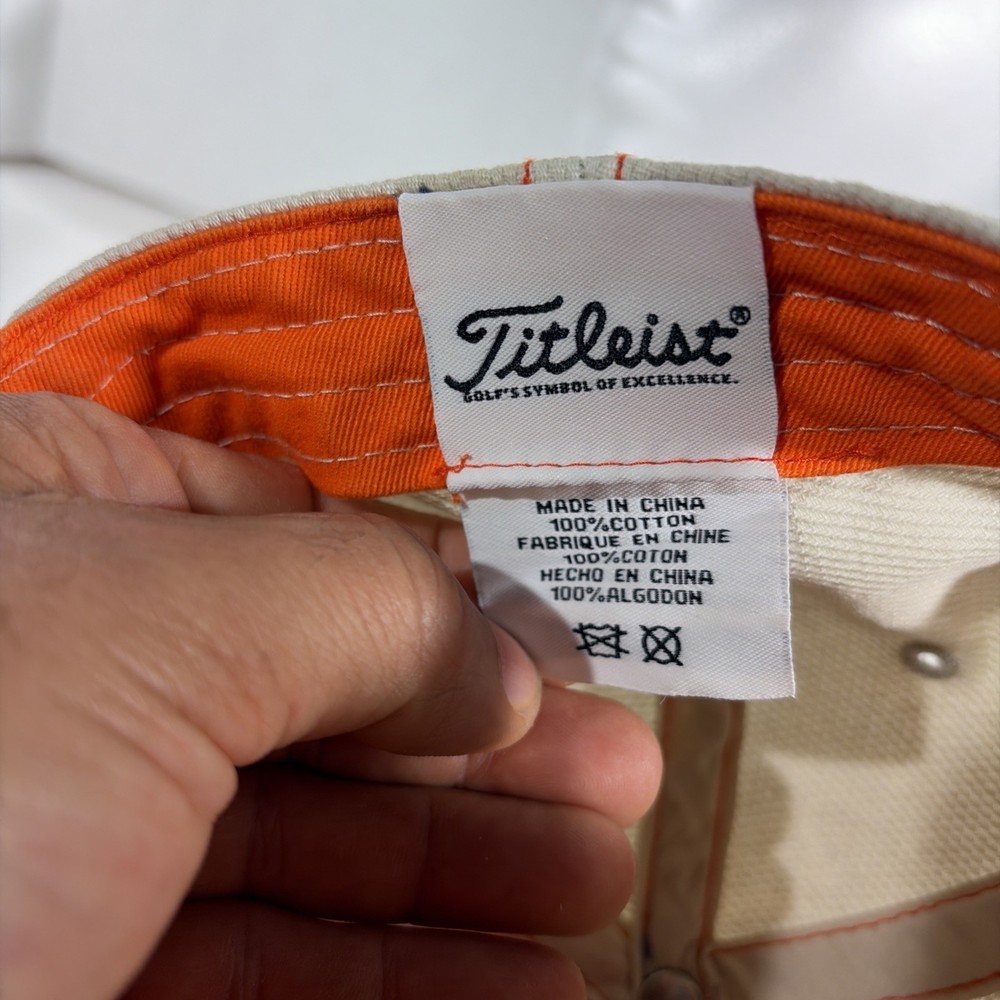 Titleist®
GOLF'S SYMBOL OF EXCELLENCE.
MADE IN CHINA
100%COTTON
FABRIQUE EN CHINE
100%COTON
HECHO EN CHINA
100%ALGODON